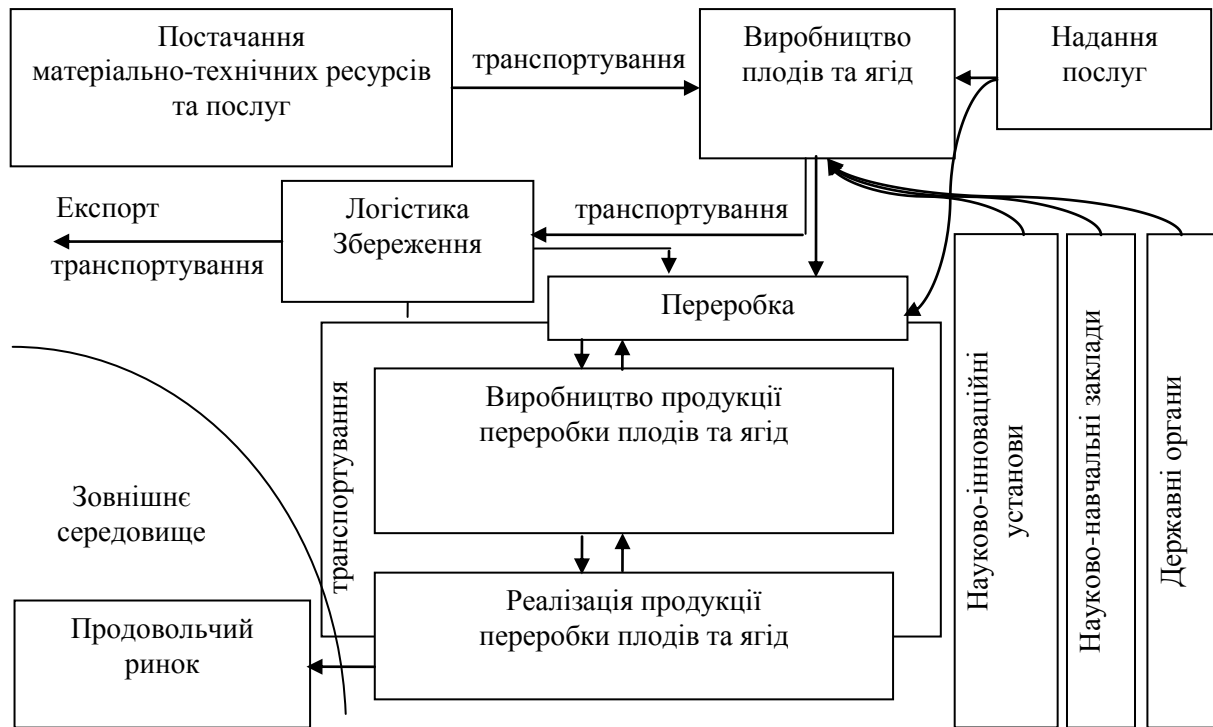 Постачання
матеріально-технічних ресурсів
та послуг
транспортування
Виробництво
плодів та ягід
Надання
послуг
Експорт
транспортування
Логістика
Збереження
транспортування
Переробка
транспортування
Виробництво продукції
переробки плодів та ягід
Зовнішнє
середовище
Реалізація продукції
переробки плодів та ягід
Продовольчий
ринок
Науково-інноваційні
установи
Науково-навчальні заклади
Державні органи